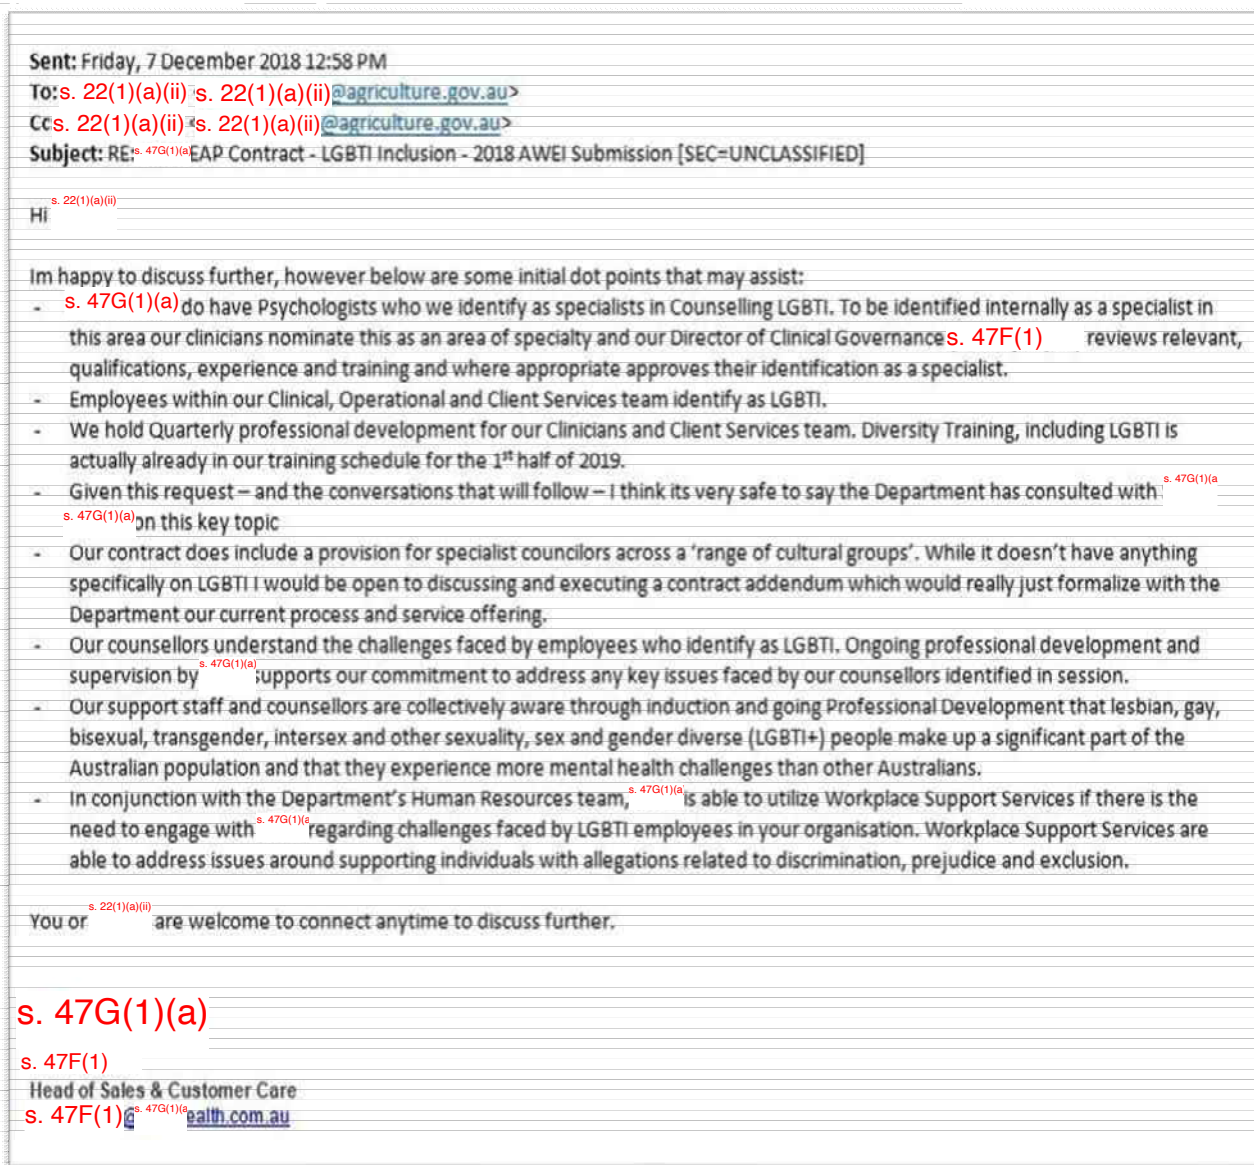 Sent: Friday, 7 December 2018 12:58 PM
To: s. 22(1)(a)(ii) s. 22(1)(a)(ii)@agriculture.gov.au>
Cc s. 22(1)(a)(ii) <s. 22(1)(a)(ii)@agriculture.gov.au>
Subject: RE: s. 47G(1)(a) EAP Contract - LGBTI Inclusion - 2018 AWEI Submission [SEC=UNCLASSIFIED]
Hi s. 22(1)(a)(ii)
Im happy to discuss further, however below are some initial dot points that may assist:
- s. 47G(1)(a) do have Psychologists who we identify as specialists in Counselling LGBTI. To be identified internally as a specialist in
this area our clinicians nominate this as an area of specialty and our Director of Clinical Governance s. 47F(1) reviews relevant,
qualifications, experience and training and where appropriate approves their identification as a specialist.
- Employees within our Clinical, Operational and Client Services team identify as LGBTI.
- We hold Quarterly professional development for our Clinicians and Client Services team. Diversity Training, including LGBTI is
actually already in our training schedule for the 1st half of 2019.
- Given this request – and the conversations that will follow – I think its very safe to say the Department has consulted with s. 47G(1)(a
s. 47G(1)(a) on this key topic
- Our contract does include a provision for specialist councilors across a ‘range of cultural groups’. While it doesn’t have anything
specifically on LGBTI I would be open to discussing and executing a contract addendum which would really just formalize with the
Department our current process and service offering.
- Our counsellors understand the challenges faced by employees who identify as LGBTI. Ongoing professional development and
supervision by s. 47G(1)(a) supports our commitment to address any key issues faced by our counsellors identified in session.
- Our support staff and counsellors are collectively aware through induction and going Professional Development that lesbian, gay,
bisexual, transgender, intersex and other sexuality, sex and gender diverse (LGBTI+) people make up a significant part of the
Australian population and that they experience more mental health challenges than other Australians.
- In conjunction with the Department’s Human Resources team, s. 47G(1)(a is able to utilize Workplace Support Services if there is the
need to engage with s. 47G(1)(a regarding challenges faced by LGBTI employees in your organisation. Workplace Support Services are
able to address issues around supporting individuals with allegations related to discrimination, prejudice and exclusion.
You or s. 22(1)(a)(ii) are welcome to connect anytime to discuss further.
s. 47G(1)(a)
s. 47F(1)
Head of Sales & Customer Care
s. 47F(1)@s. 47G(1)(a ealth.com.au